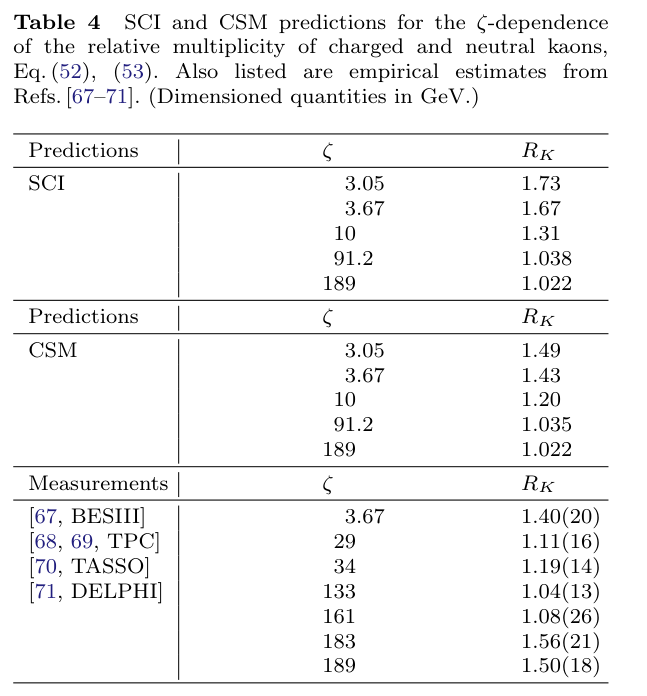 Table 4 SCI and CSM predictions for the ζ-dependence
of the relative multiplicity of charged and neutral kaons,
Eq. (52), (53). Also listed are empirical estimates from
Refs. [67–71]. (Dimensioned quantities in GeV.)
Predictions ζ R_K
SCI 3.05 1.73
3.67 1.67
10 1.31
91.2 1.038
189 1.022
Predictions ζ R_K
CSM 3.05 1.49
3.67 1.43
10 1.20
91.2 1.035
189 1.022
Measurements ζ R_K
[67, BESIII] 3.67 1.40(20)
[68, 69, TPC] 29 1.11(16)
[70, TASSO] 34 1.19(14)
[71, DELPHI] 133 1.04(13)
161 1.08(26)
183 1.56(21)
189 1.50(18)